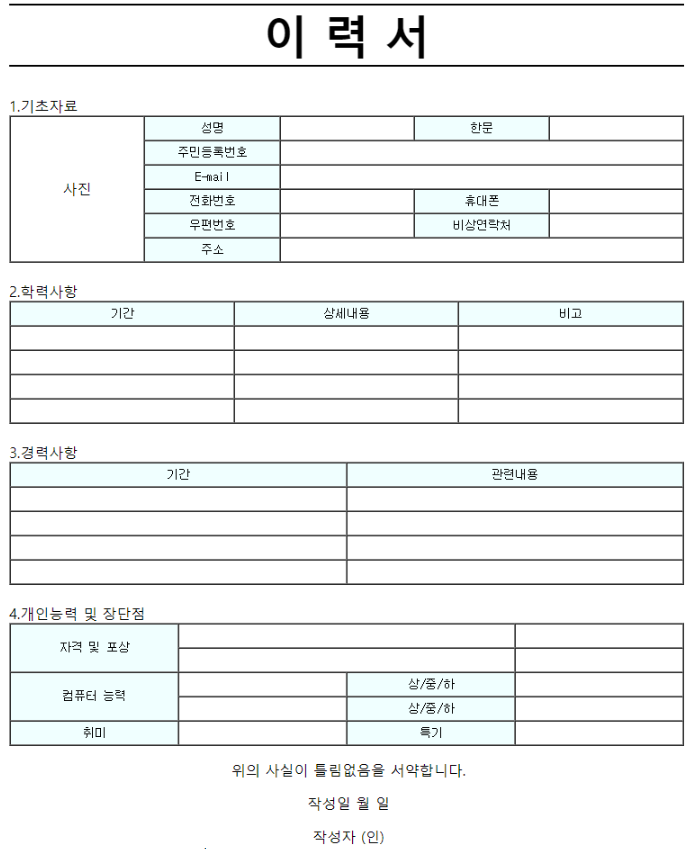 이 력 서
1.기초자료
사진
성명 한문
주민등록번호
E-mail
전화번호 휴대폰
우편번호 비상연락처
주소
2.학력사항
기간 상세내용 비고
3.경력사항
기간 관련내용
4.개인능력 및 장단점
자격 및 포상
컴퓨터 능력
상/중/하
상/중/하
취미 특기
위의 사실이 틀림없음을 서약합니다.
작성일 월 일
작성자 (인)